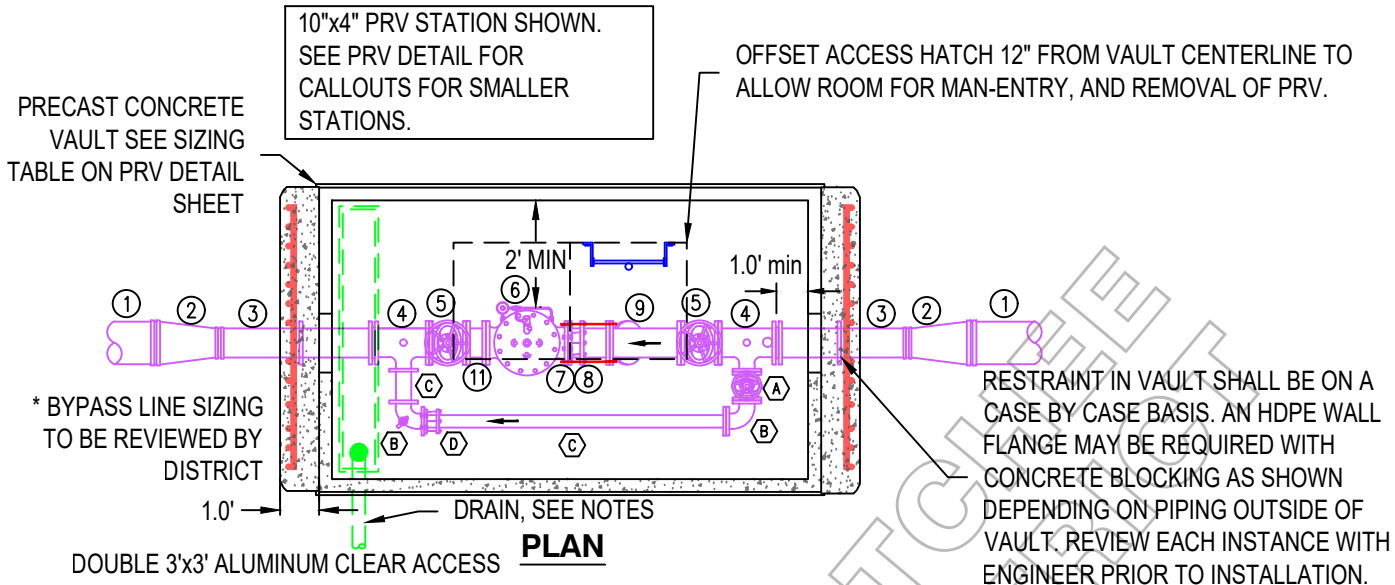 10"x4" PRV STATION SHOWN.
SEE PRV DETAIL FOR
CALLOUTS FOR SMALLER
STATIONS.
OFFSET ACCESS HATCH 12" FROM VAULT CENTERLINE TO
ALLOW ROOM FOR MAN-ENTRY, AND REMOVAL OF PRV.
PRECAST CONCRETE
VAULT SEE SIZING
TABLE ON PRV DETAIL
SHEET
2' MIN
1.0' min
1 2 3 4 5 6 9 5 4 3 2 1
11 7 8
C A
B D C B
* BYPASS LINE SIZING
TO BE REVIEWED BY
DISTRICT
RESTRAINT IN VAULT SHALL BE ON A
CASE BY CASE BASIS. AN HDPE WALL
FLANGE MAY BE REQUIRED WITH
CONCRETE BLOCKING AS SHOWN
DEPENDING ON PIPING OUTSIDE OF
VAULT. REVIEW EACH INSTANCE WITH
ENGINEER PRIOR TO INSTALLATION.
1.0'
DRAIN, SEE NOTES
DOUBLE 3'x3' ALUMINUM CLEAR ACCESS
PLAN